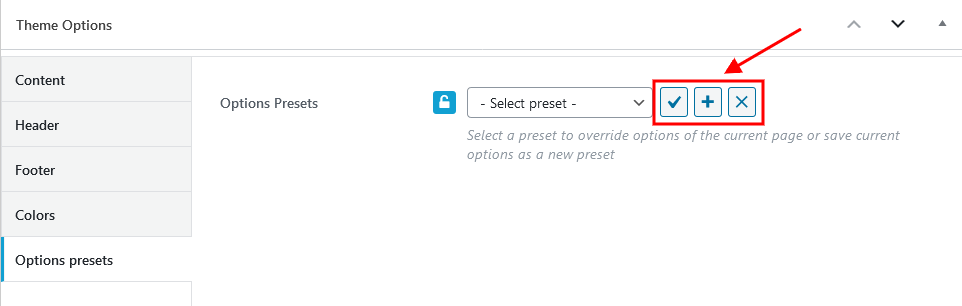 Theme Options
Content
Header
Footer
Colors
Options presets
Options Presets
- Select preset -
Select a preset to override options of the current page or save current
options as a new preset